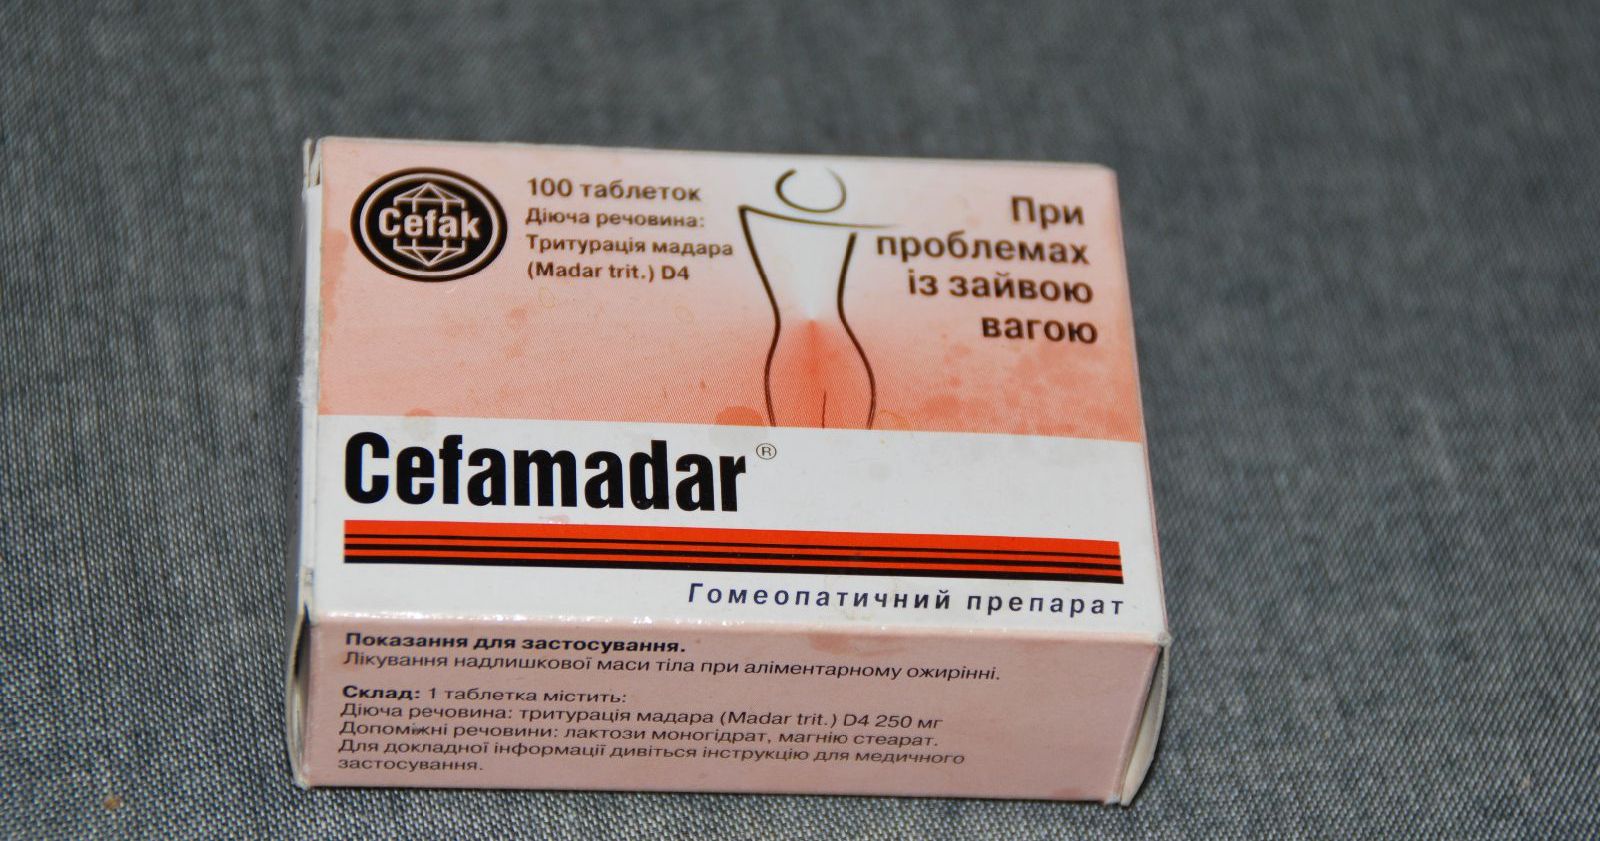 Cefak
100 таблеток
Діюча речовина:
Тритурація мадара
(Madar trit.) D4
При
проблемах
із зайвою
вагою
Cefamadar®
Гомеопатичний препарат
Показання для застосування.
Лікування надлишкової маси тіла при аліментарному ожирінні.
Склад: 1 таблетка містить:
Діюча речовина: тритурація мадара (Madar trit.) D4 250 мг
Допоміжні речовини: лактози моногідрат, магнію стеарат.
Для докладної інформації дивіться інструкцію для медичного
застосування.